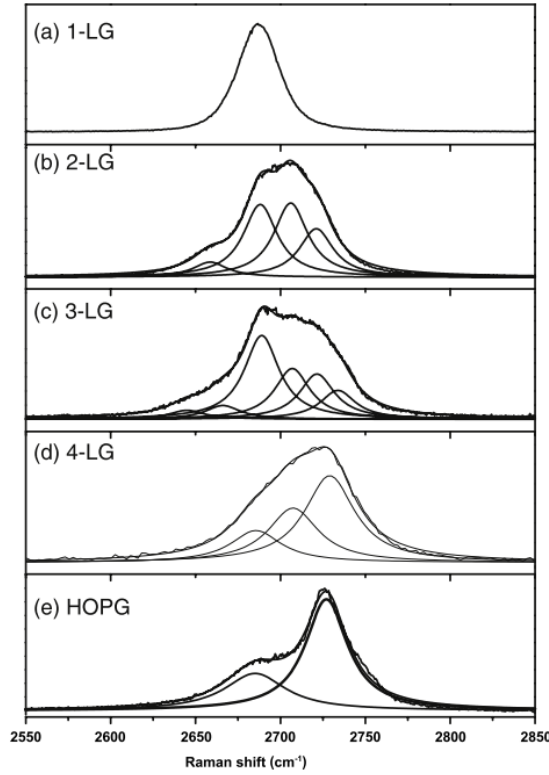 (a) 1-LG
(b) 2-LG
(c) 3-LG
(d) 4-LG
(e) HOPG
2550 2600 2650 2700 2750 2800 2850
Raman shift (cm⁻¹)